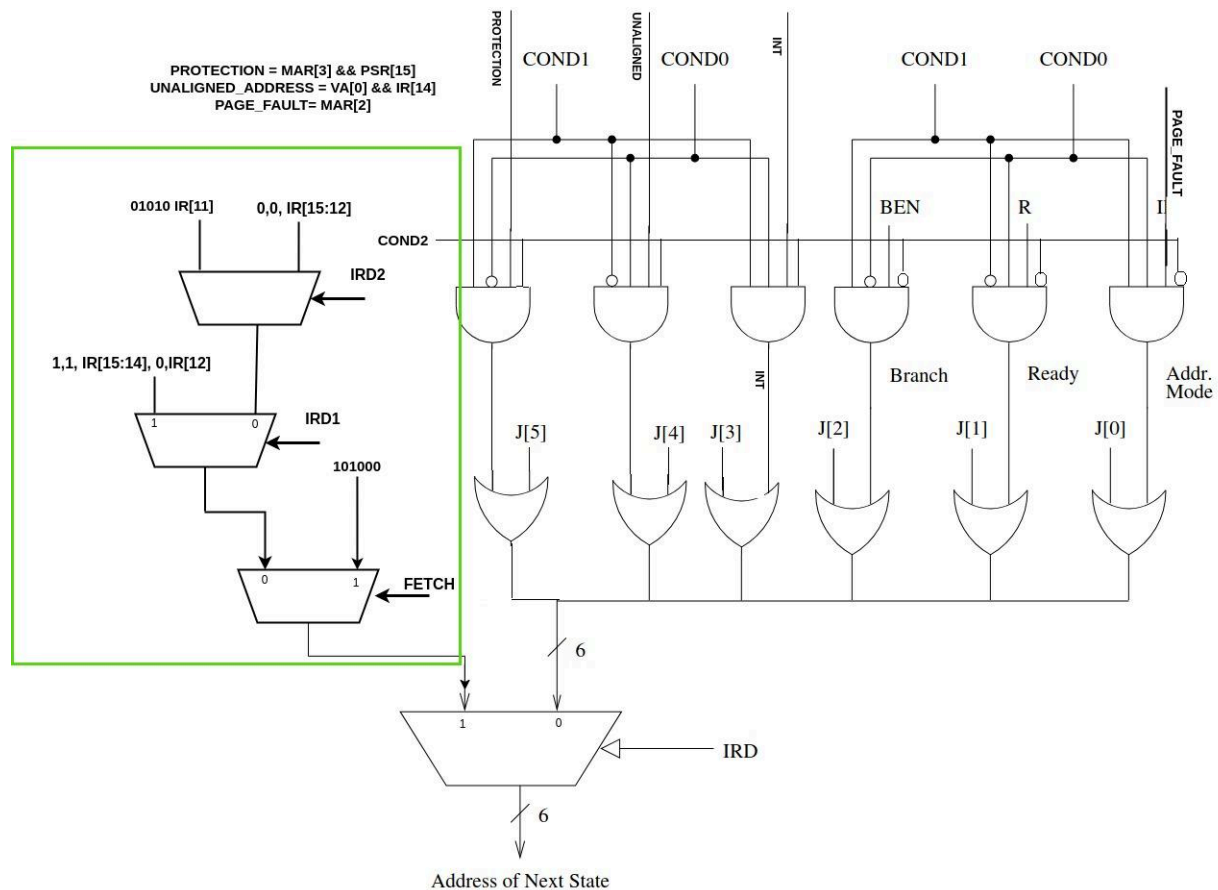 PROTECTION = MAR[3] && PSR[15]
UNALIGNED_ADDRESS = VA[0] && IR[14]
PAGE_FAULT= MAR[2]
PROTECTION
COND1
UNALIGNED
COND0
INT
COND1
COND0
PAGE_FAULT
01010 IR[11]
0,0, IR[15:12]
COND2
BEN
R
IRD2
1,1, IR[15:14], 0,IR[12]
1
0
IRD1
INT
Branch
Ready
Addr.
Mode
J[5]
J[4]
J[3]
J[2]
J[1]
J[0]
101000
0
1
FETCH
6
1
0
IRD
6
Address of Next State